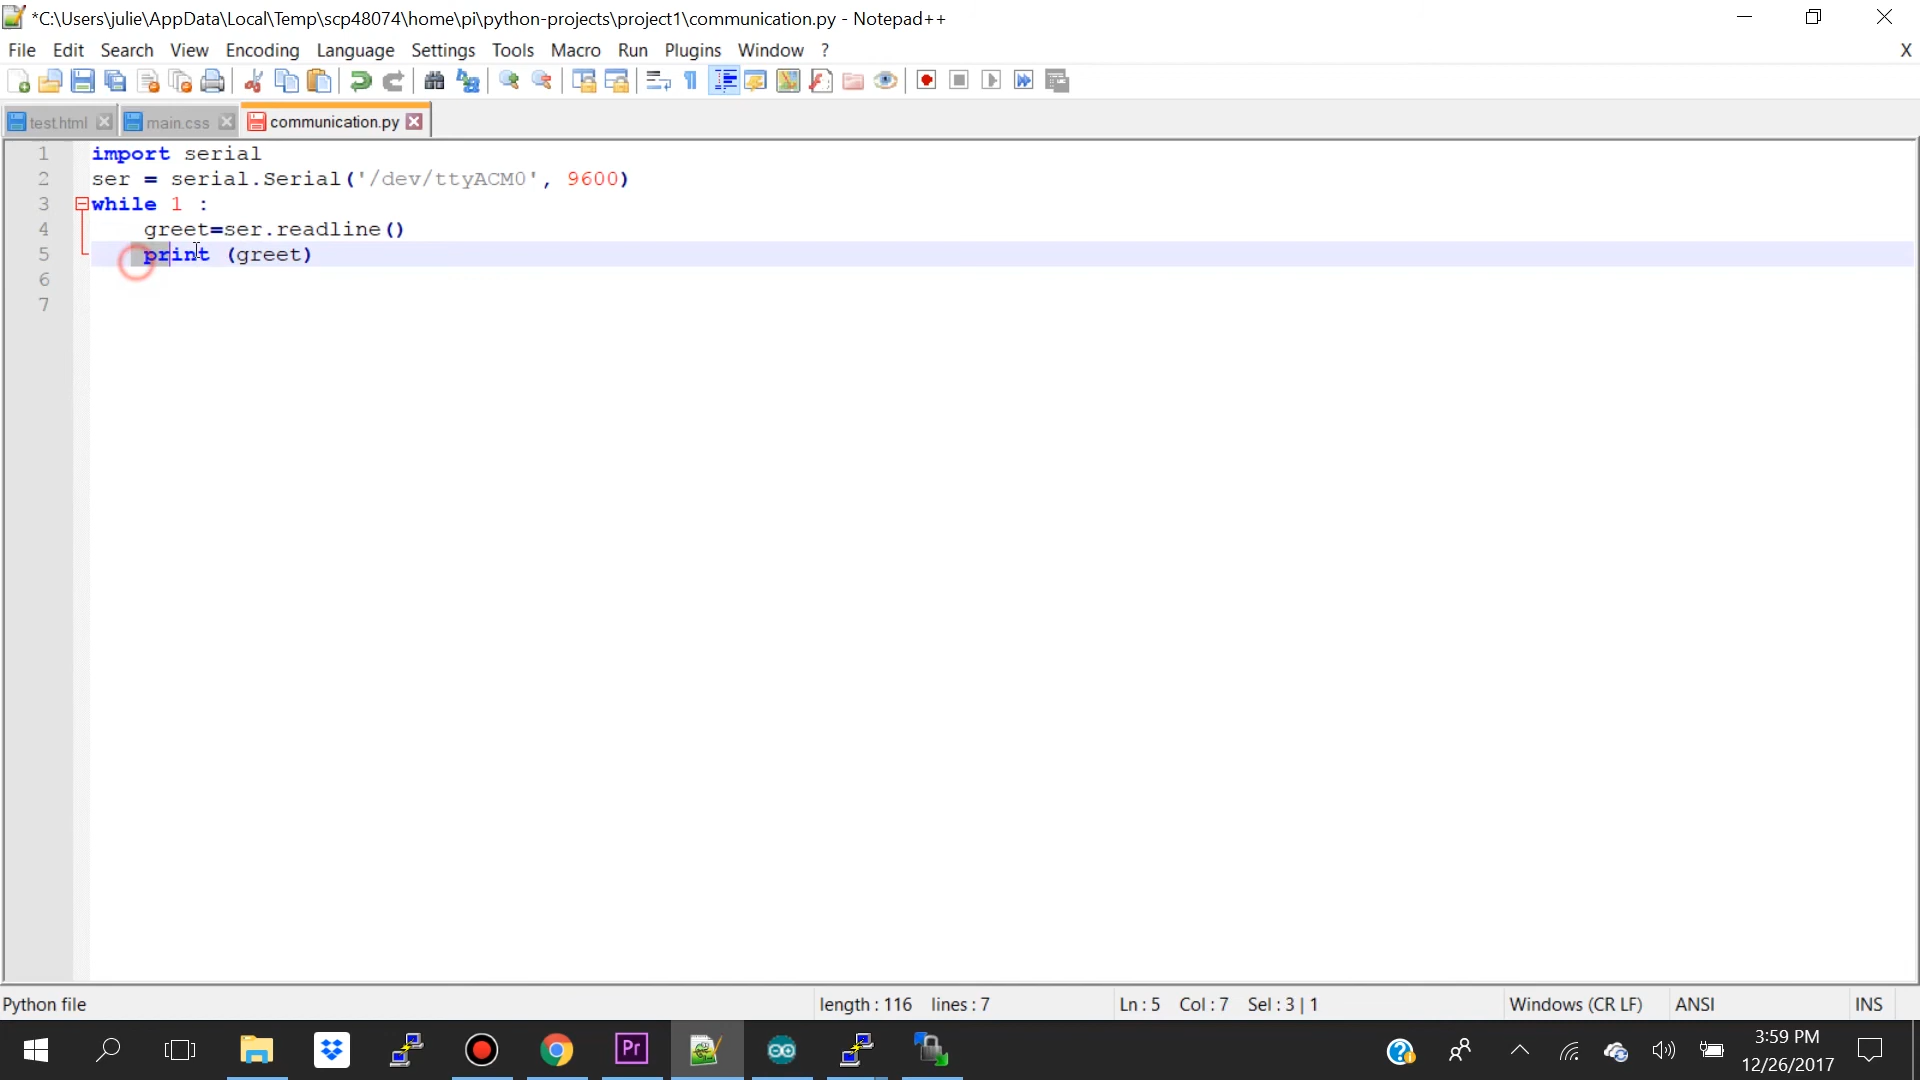 *C:\Users\julie\AppData\Local\Temp\scp48074\home\pi\python-projects\project1\communication.py - Notepad++
File Edit Search View Encoding Language Settings Tools Macro Run Plugins Window ? X
test.html main.css communication.py
1 import serial
2 ser = serial.Serial('/dev/ttyACM0', 9600)
3 while 1 :
4 greet=ser.readline()
5 print (greet)
6
7
Python file length : 116 lines : 7 Ln : 5 Col : 7 Sel : 3 | 1 Windows (CR LF) ANSI INS
Pr 3:59 PM
12/26/2017